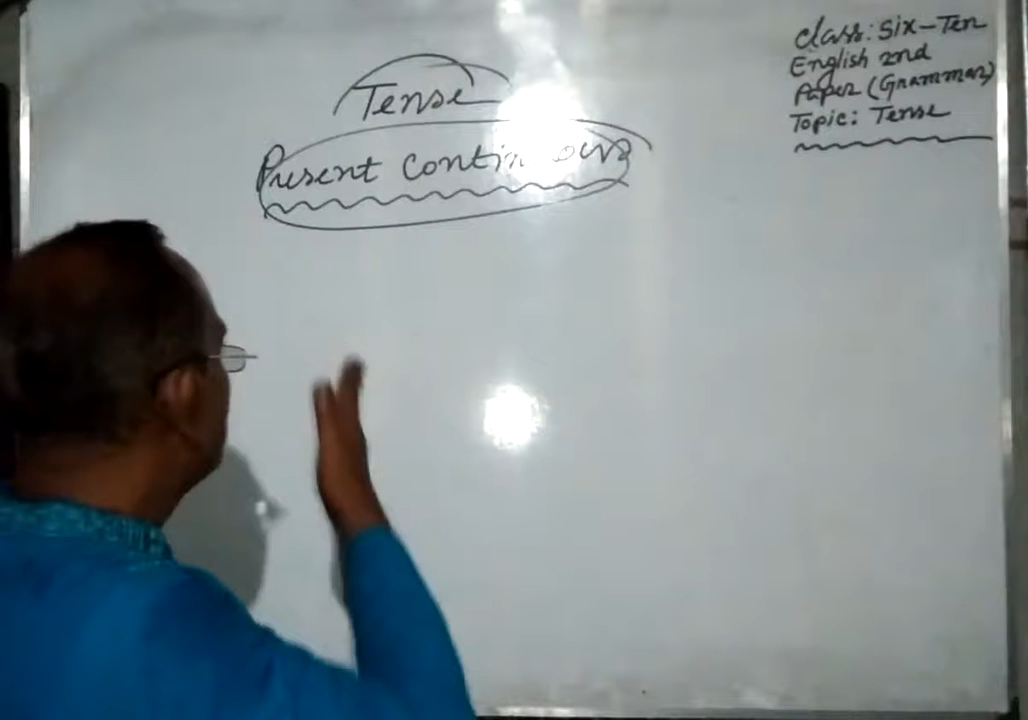 Tense
Present continuous
Class: Six-Ten
English 2nd
Paper (Grammar)
Topic: Tense